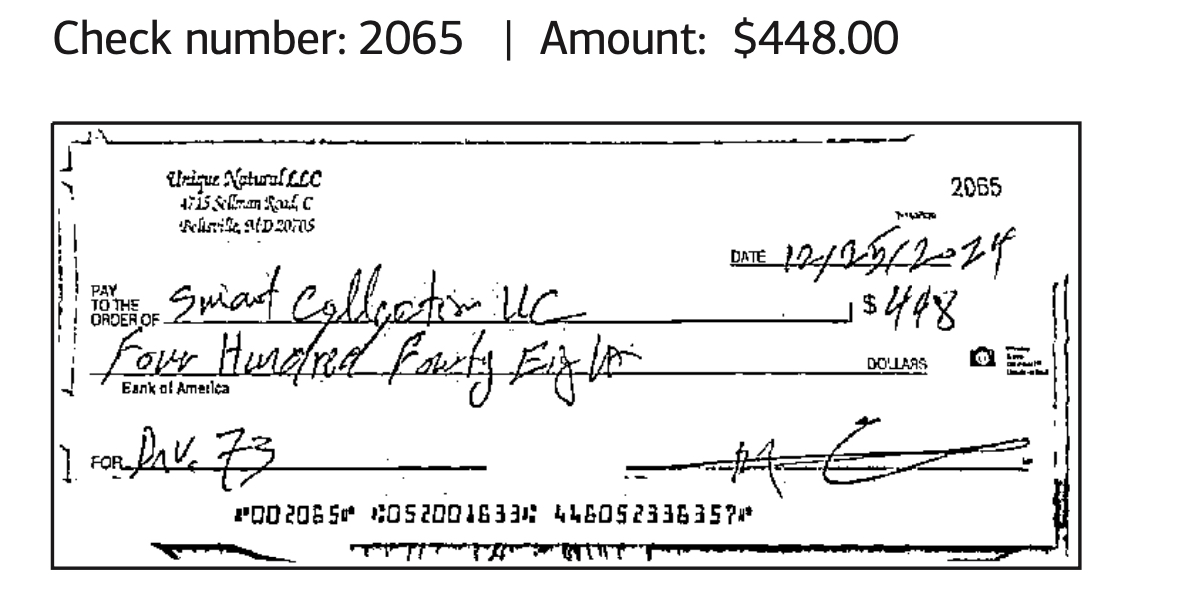 Check number: 2065 | Amount: $448.00
Unique Natural LLC
4715 Sellman Road, C
Beltsville, MD 20705
2065
DATE 12/25/2024
PAY TO THE ORDER OF Smart Collection LLC $ 448
Four Hundred Fourty Eight DOLLARS
Bank of America
FOR Inv. 73
⑈002065⑈ ⑆052001633⑆ 446052336357⑈